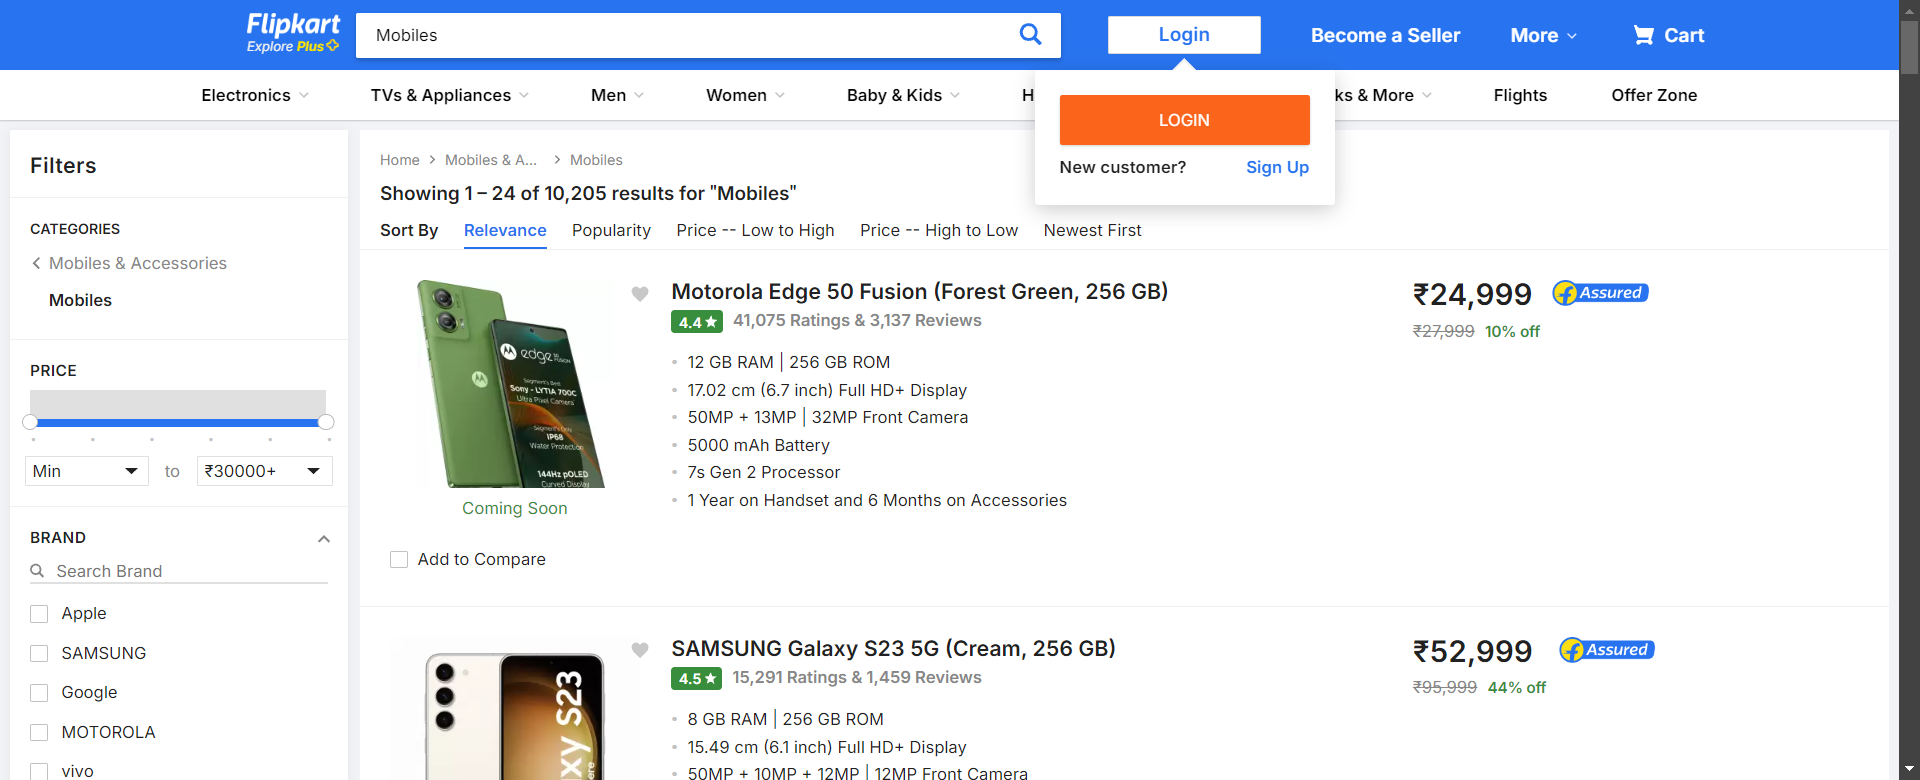 Flipkart
Explore Plus
Mobiles
Login
Become a Seller
More
Cart
Electronics
TVs & Appliances
Men
Women
Baby & Kids
H
ks & More
Flights
Offer Zone
LOGIN
New customer?
Sign Up
Filters
CATEGORIES
Mobiles & Accessories
Mobiles
PRICE
Min
to
₹30000+
BRAND
Search Brand
Apple
SAMSUNG
Google
MOTOROLA
vivo
Home
Mobiles & A...
Mobiles
Showing 1 – 24 of 10,205 results for "Mobiles"
Sort By
Relevance
Popularity
Price -- Low to High
Price -- High to Low
Newest First
edge 50 FUSION
Segment's Best
Sony - LYTIA 700C
Ultra Pixel Camera
Segment's Only
IP68
Water Protection
144Hz pOLED
Curved Display
Coming Soon
Add to Compare
Motorola Edge 50 Fusion (Forest Green, 256 GB)
4.4
41,075 Ratings & 3,137 Reviews
12 GB RAM | 256 GB ROM
17.02 cm (6.7 inch) Full HD+ Display
50MP + 13MP | 32MP Front Camera
5000 mAh Battery
7s Gen 2 Processor
1 Year on Handset and 6 Months on Accessories
₹24,999
Assured
₹27,999
10% off
xy S23
ere
SAMSUNG Galaxy S23 5G (Cream, 256 GB)
4.5
15,291 Ratings & 1,459 Reviews
8 GB RAM | 256 GB ROM
15.49 cm (6.1 inch) Full HD+ Display
50MP + 10MP + 12MP | 12MP Front Camera
₹52,999
Assured
₹95,999
44% off